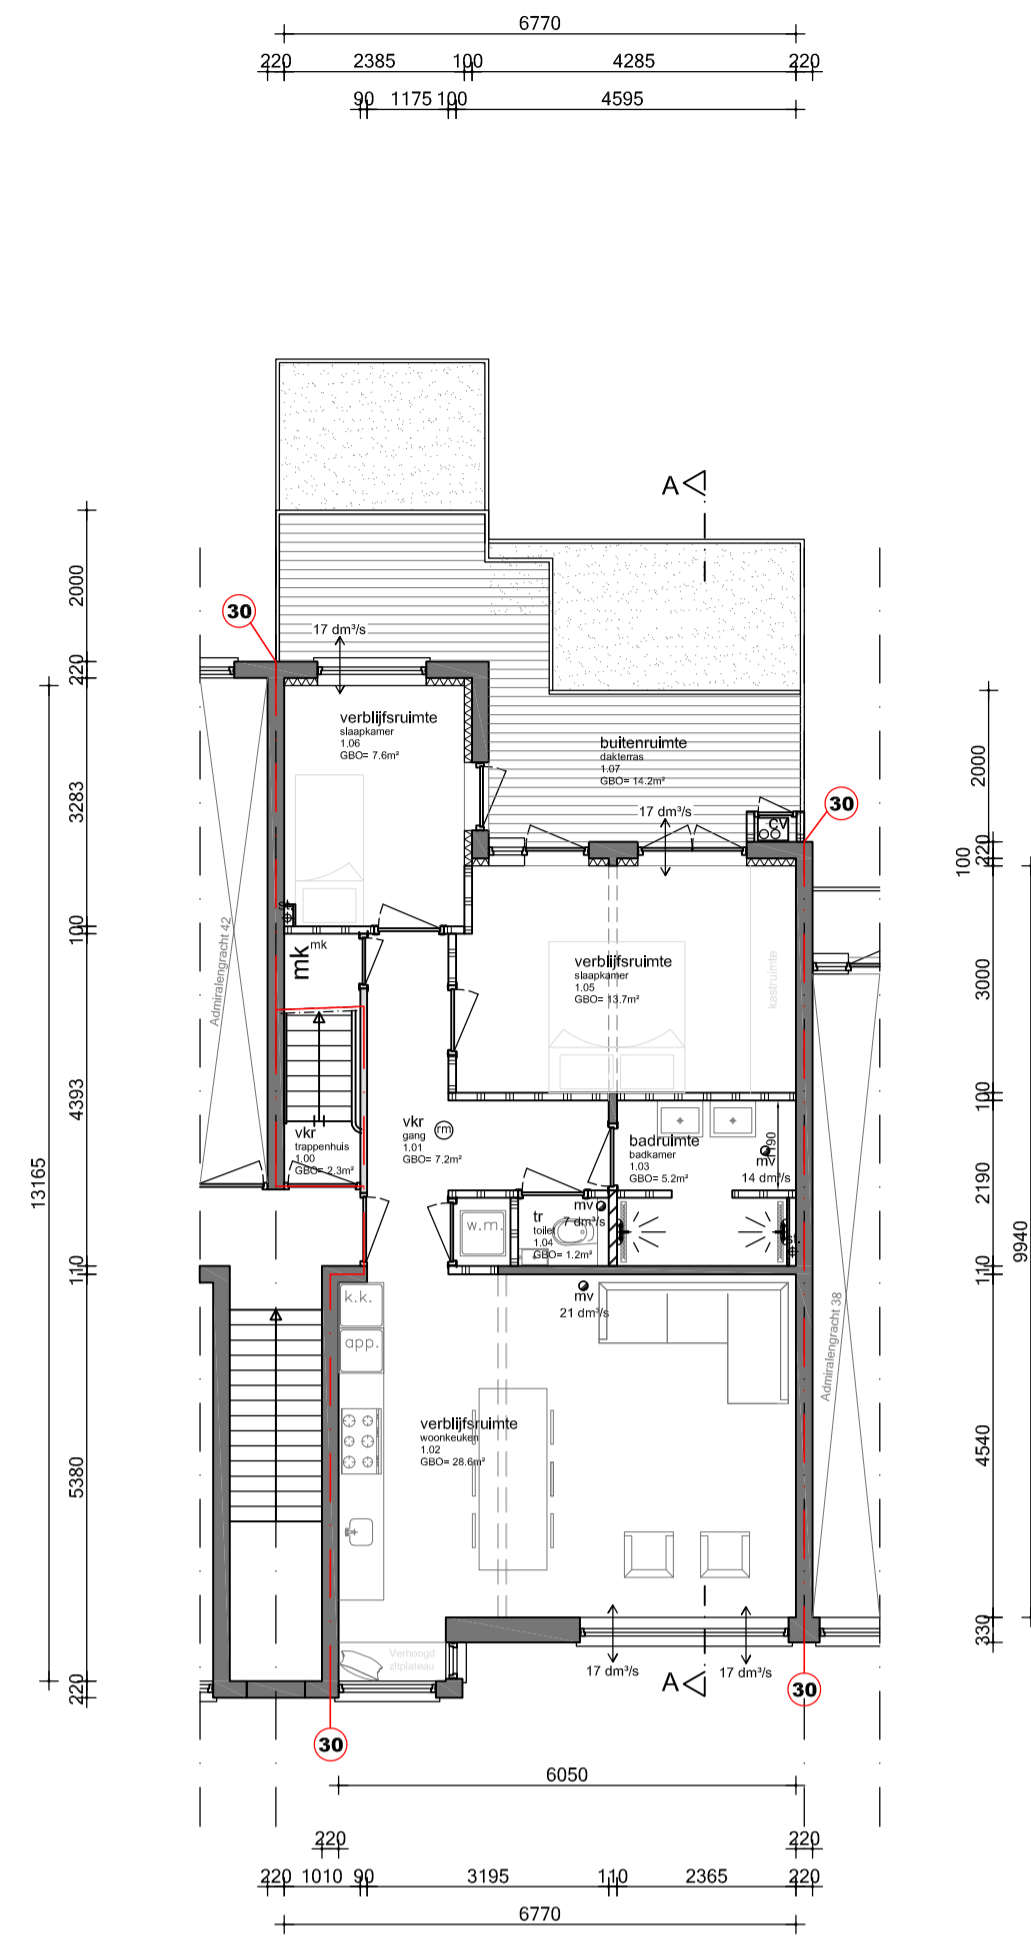 6770
220 2385 100 4285 220
90 1175 100 4595
A
2000
30
17 dm³/s
220
verblijfsruimte
slaapkamer
1.06
GBO= 7.6m²
buitenruimte
dakterras
1.07
GBO= 14.2m²
2000
3283
17 dm³/s
cv
30
220
100
100
mk
mk
Admiralengracht 42
verblijfsruimte
slaapkamer
1.05
GBO= 13.7m²
kastruimte
3000
4393
100
vkr
gang
1.01
GBO= 7.2m²
rm
vkr
trappenhuis
1.00
GBO= 2.3m²
badruimte
badkamer
1.03
GBO= 5.2m²
1190
mv
14 dm³/s
13165
2190
w.m.
tr
toilet
1.04
GBO= 1.2m²
mv
7 dm³/s
9940
110
110
k.k.
app.
mv
21 dm³/s
Admiralengracht 38
verblijfsruimte
woonkeuken
1.02
GBO= 28.6m²
5380
4540
330
Verhoogd
zitplateau
17 dm³/s
17 dm³/s
A
220
30
30
6050
220
220
220 1010 90 3195 110 2365 220
6770